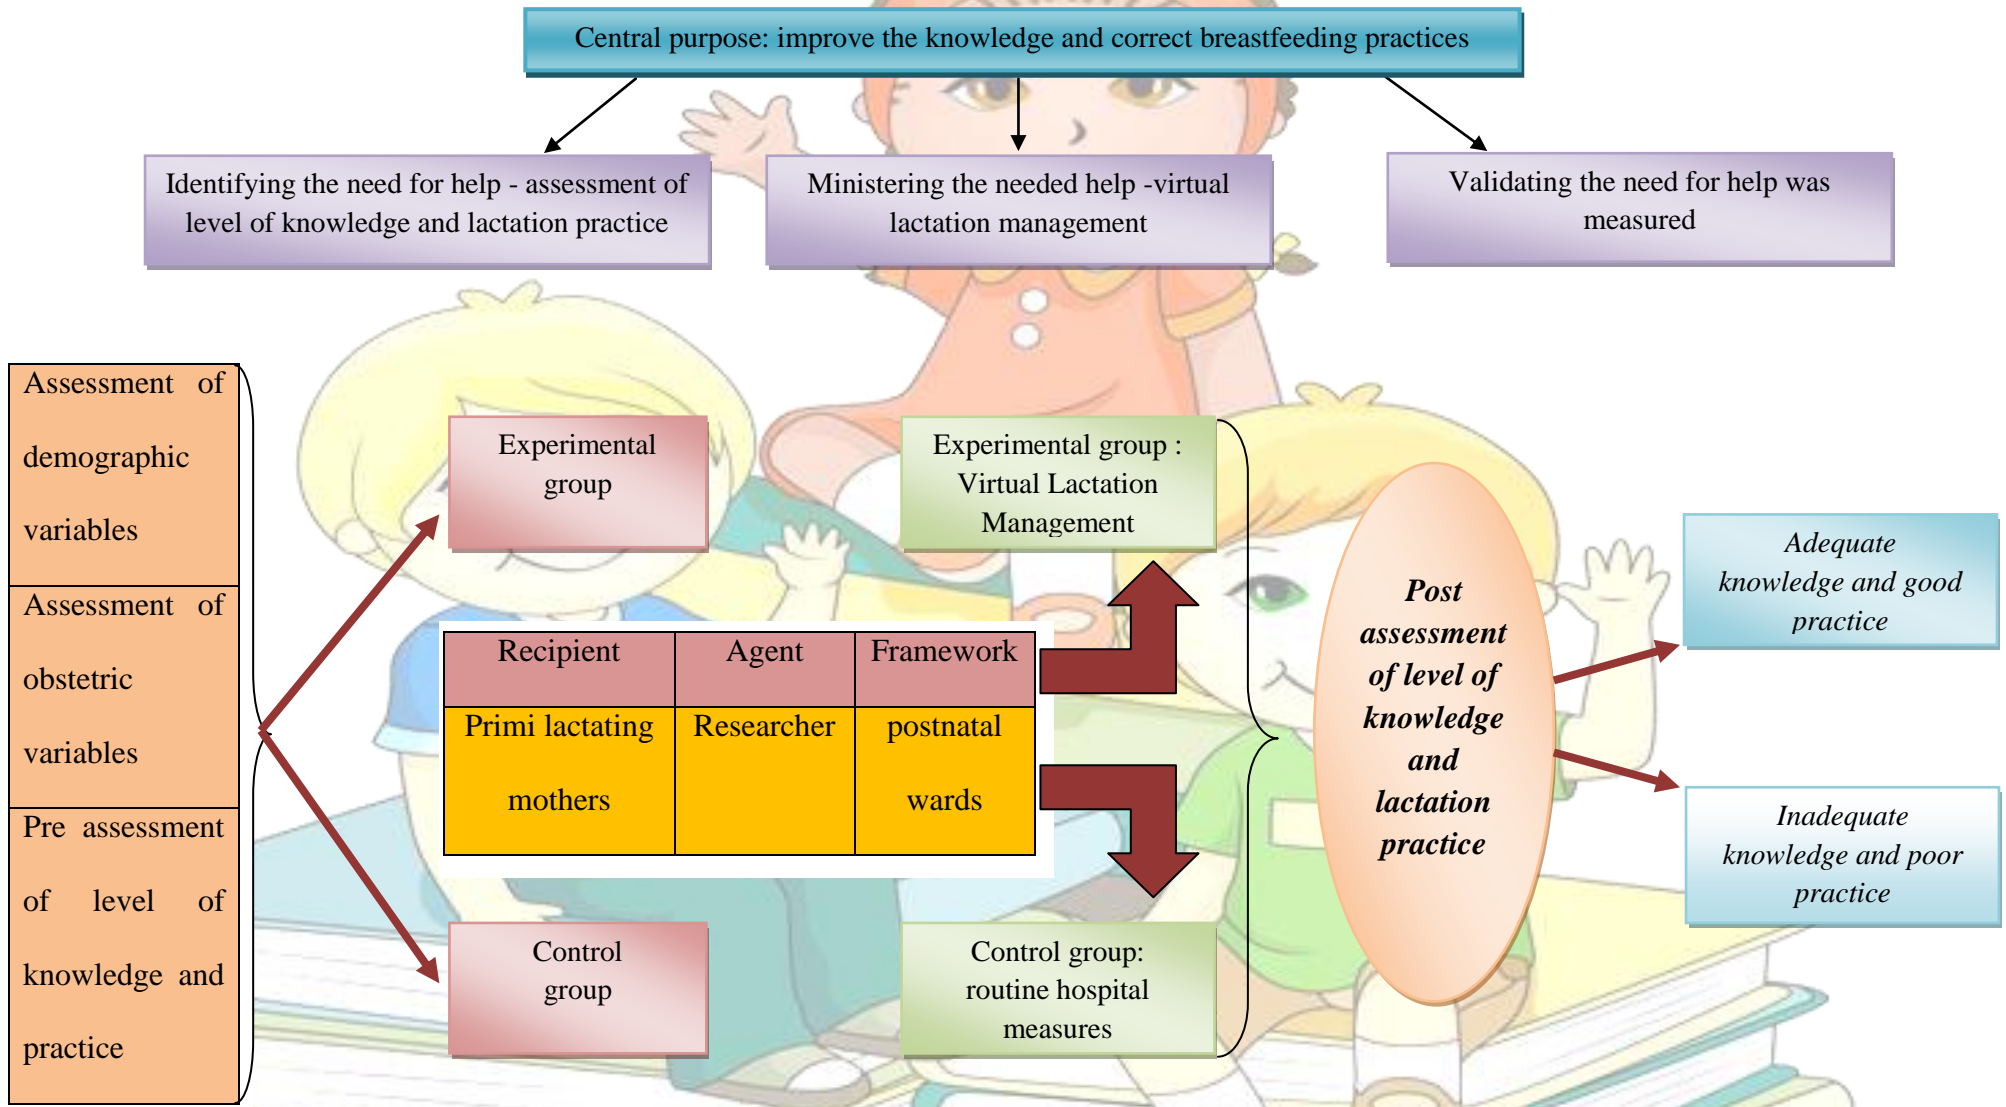 Central purpose: improve the knowledge and correct breastfeeding practices
Identifying the need for help - assessment of
level of knowledge and lactation practice
Ministering the needed help -virtual
lactation management
Validating the need for help was
measured
Assessment of
demographic
variables
Assessment of
obstetric
variables
Pre assessment
of level of
knowledge and
practice
Experimental
group
Control
group
Recipient
Agent
Framework
Primi lactating
mothers
Researcher
postnatal
wards
Experimental group :
Virtual Lactation
Management
Control group:
routine hospital
measures
Post
assessment
of level of
knowledge
and
lactation
practice
Adequate
knowledge and good
practice
Inadequate
knowledge and poor
practice